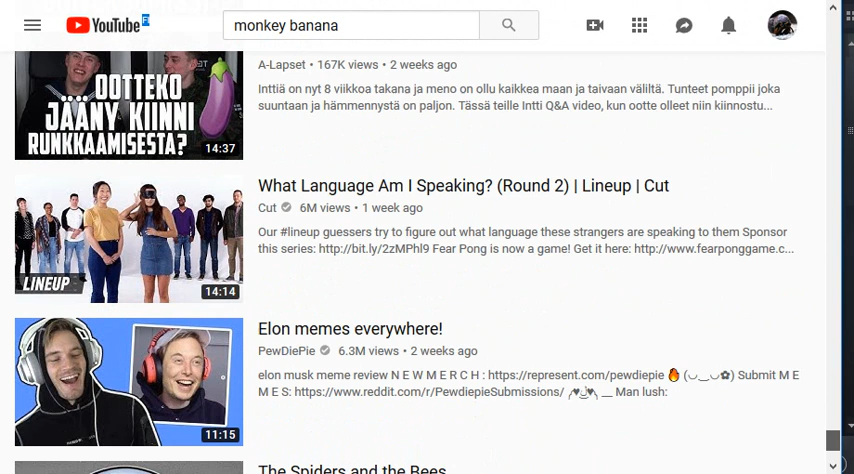 YouTube FI
monkey banana
A-Lapset • 167K views • 2 weeks ago
Inttiä on nyt 8 viikkoa takana ja meno on ollu kaikkea maan ja taivaan väliltä. Tunteet pomppii joka
suuntaan ja hämmennystä on paljon. Tässä teille Intti Q&A video, kun ootte olleet niin kiinnostu...
OOTTEKO
JÄÄNY KIINNI
RUNKKAAMISESTA?
14:37
What Language Am I Speaking? (Round 2) | Lineup | Cut
Cut 6M views • 1 week ago
Our #lineup guessers try to figure out what language these strangers are speaking to them Sponsor
this series: http://bit.ly/2zMPhl9 Fear Pong is now a game! Get it here: http://www.fearponggame.c...
LINEUP
14:14
Elon memes everywhere!
PewDiePie 6.3M views • 2 weeks ago
elon musk meme review N E W M E R C H : https://represent.com/pewdiepie 🔥 (◡‿◡✿) Submit M E
M E S: https://www.reddit.com/r/PewdiepieSubmissions/ ╭♥͜ʖ♥╮ __ Man lush:
11:15
The Spiders and the Bees